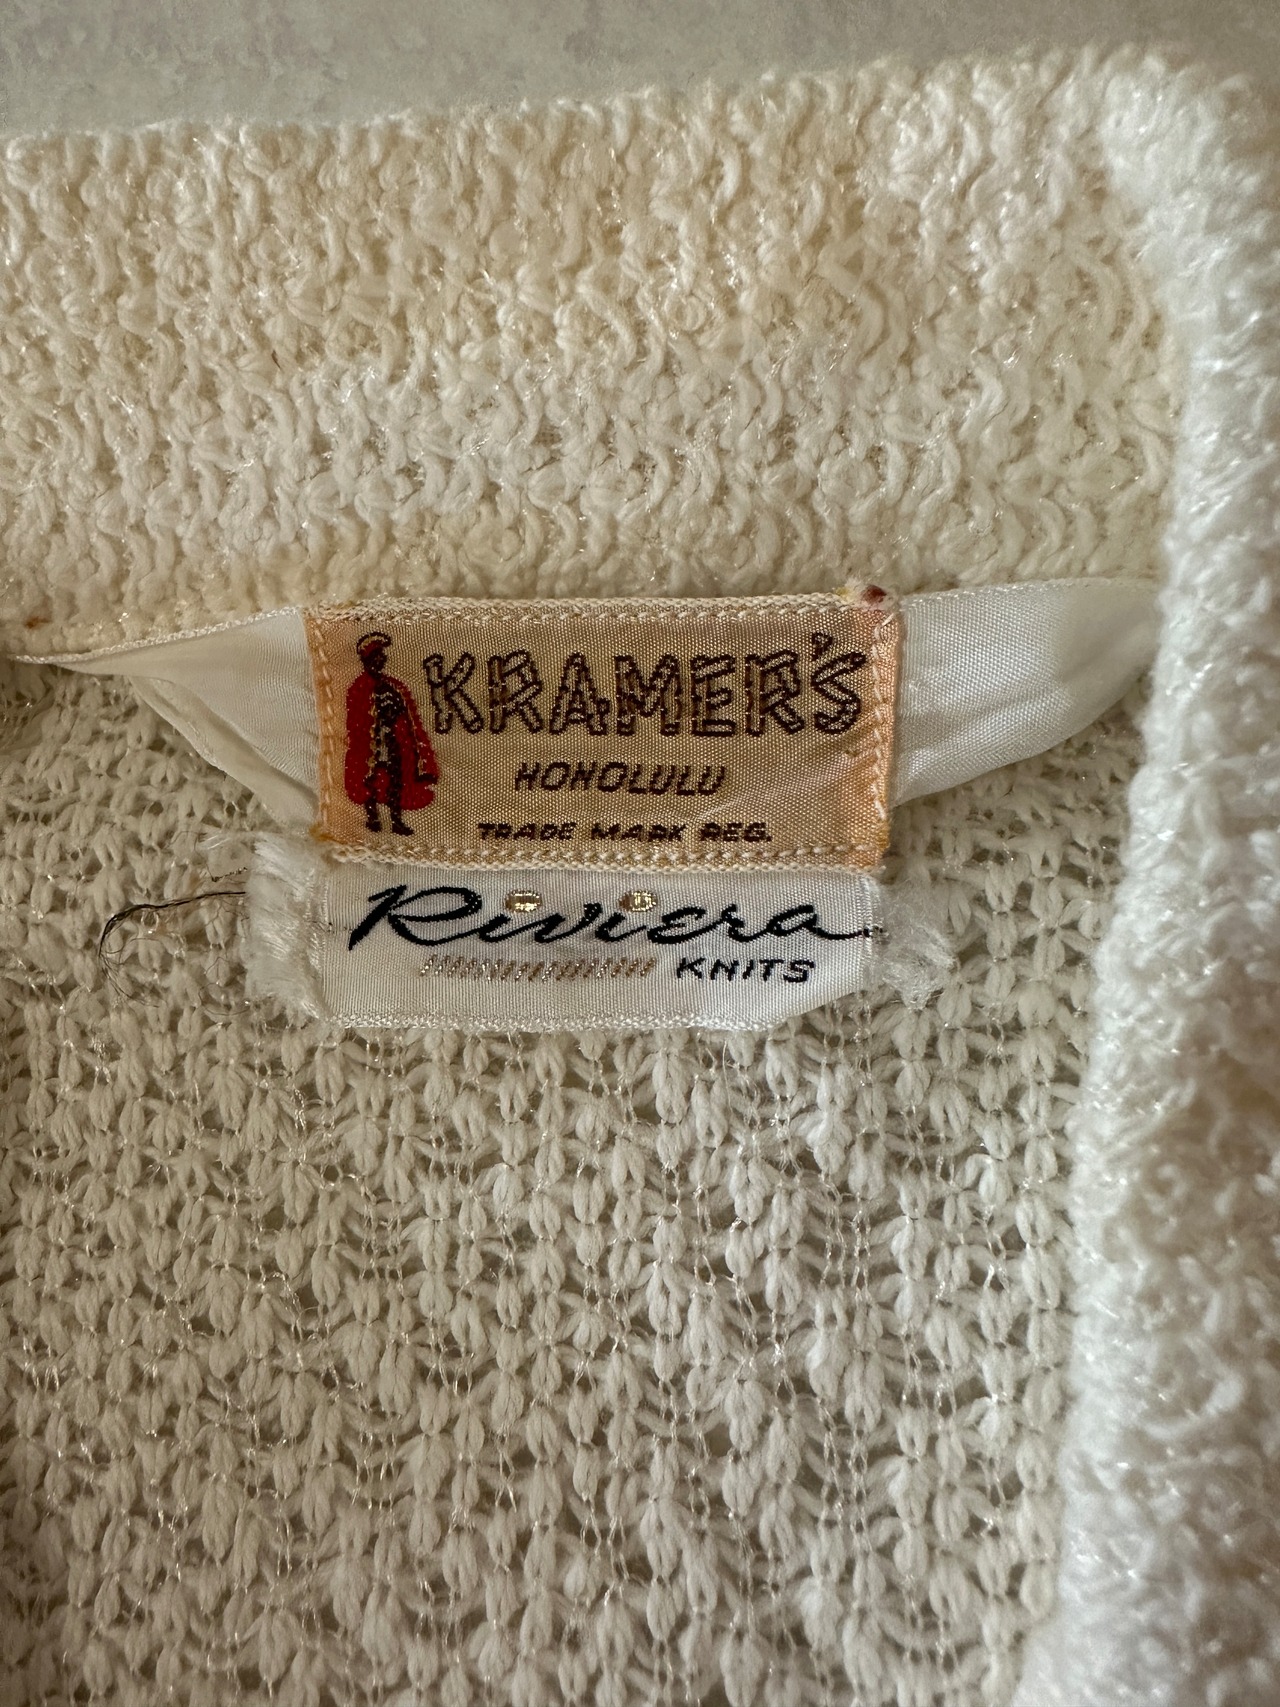 KRAMER'S
HONOLULU
TRADE MARK REG.
Riviera
KNITS